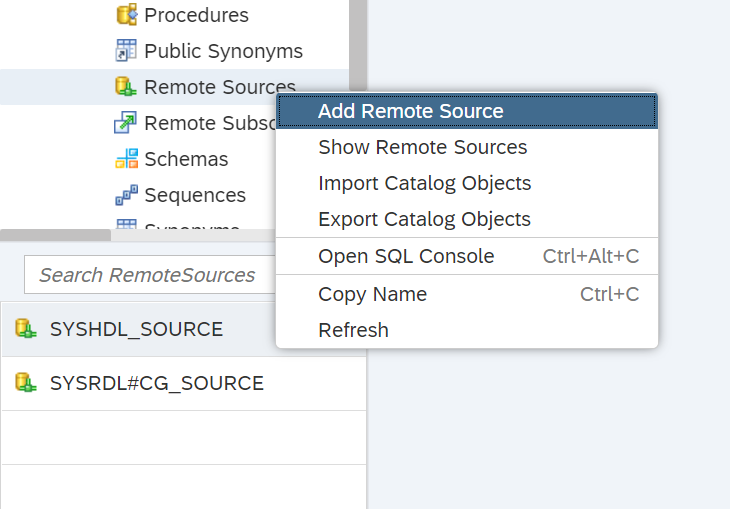 Procedures
Public Synonyms
Remote Sources
Remote Subsc
Schemas
Sequences
Synonyms
Add Remote Source
Show Remote Sources
Import Catalog Objects
Export Catalog Objects
Open SQL Console Ctrl+Alt+C
Copy Name Ctrl+C
Refresh
Search RemoteSources
SYSHDL_SOURCE
SYSRDL#CG_SOURCE